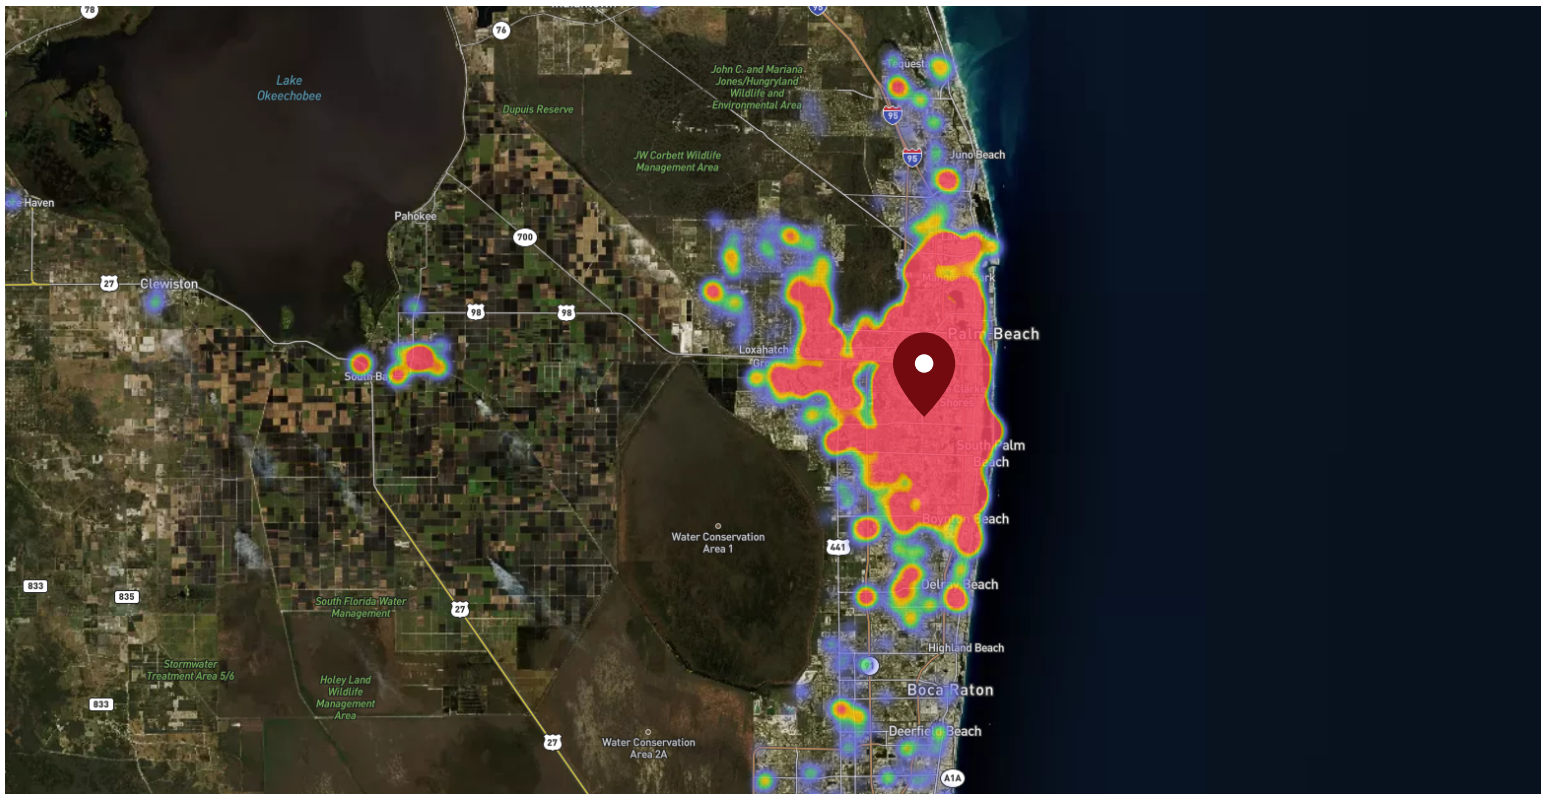 78
76
95
Lake
Okeechobee
John C. and Mariana
Jones/Hungryland
Wildlife and
Environmental Area
Tequesta
Dupuis Reserve
95
95
Juno Beach
JW Corbett Wildlife
Management Area
Haven
Pahokee
700
27
Clewiston
98
98
Palm Beach
Loxahatchee
South Bay
South Palm
Beach
Boynton Beach
Water Conservation
Area 1
441
833
835
27
Delray Beach
South Florida Water
Management
Highland Beach
Stormwater
Treatment Area 5/6
Holey Land
Wildlife
Management
Area
833
Boca Raton
Deerfield Beach
27
Water Conservation
Area 2A
A1A